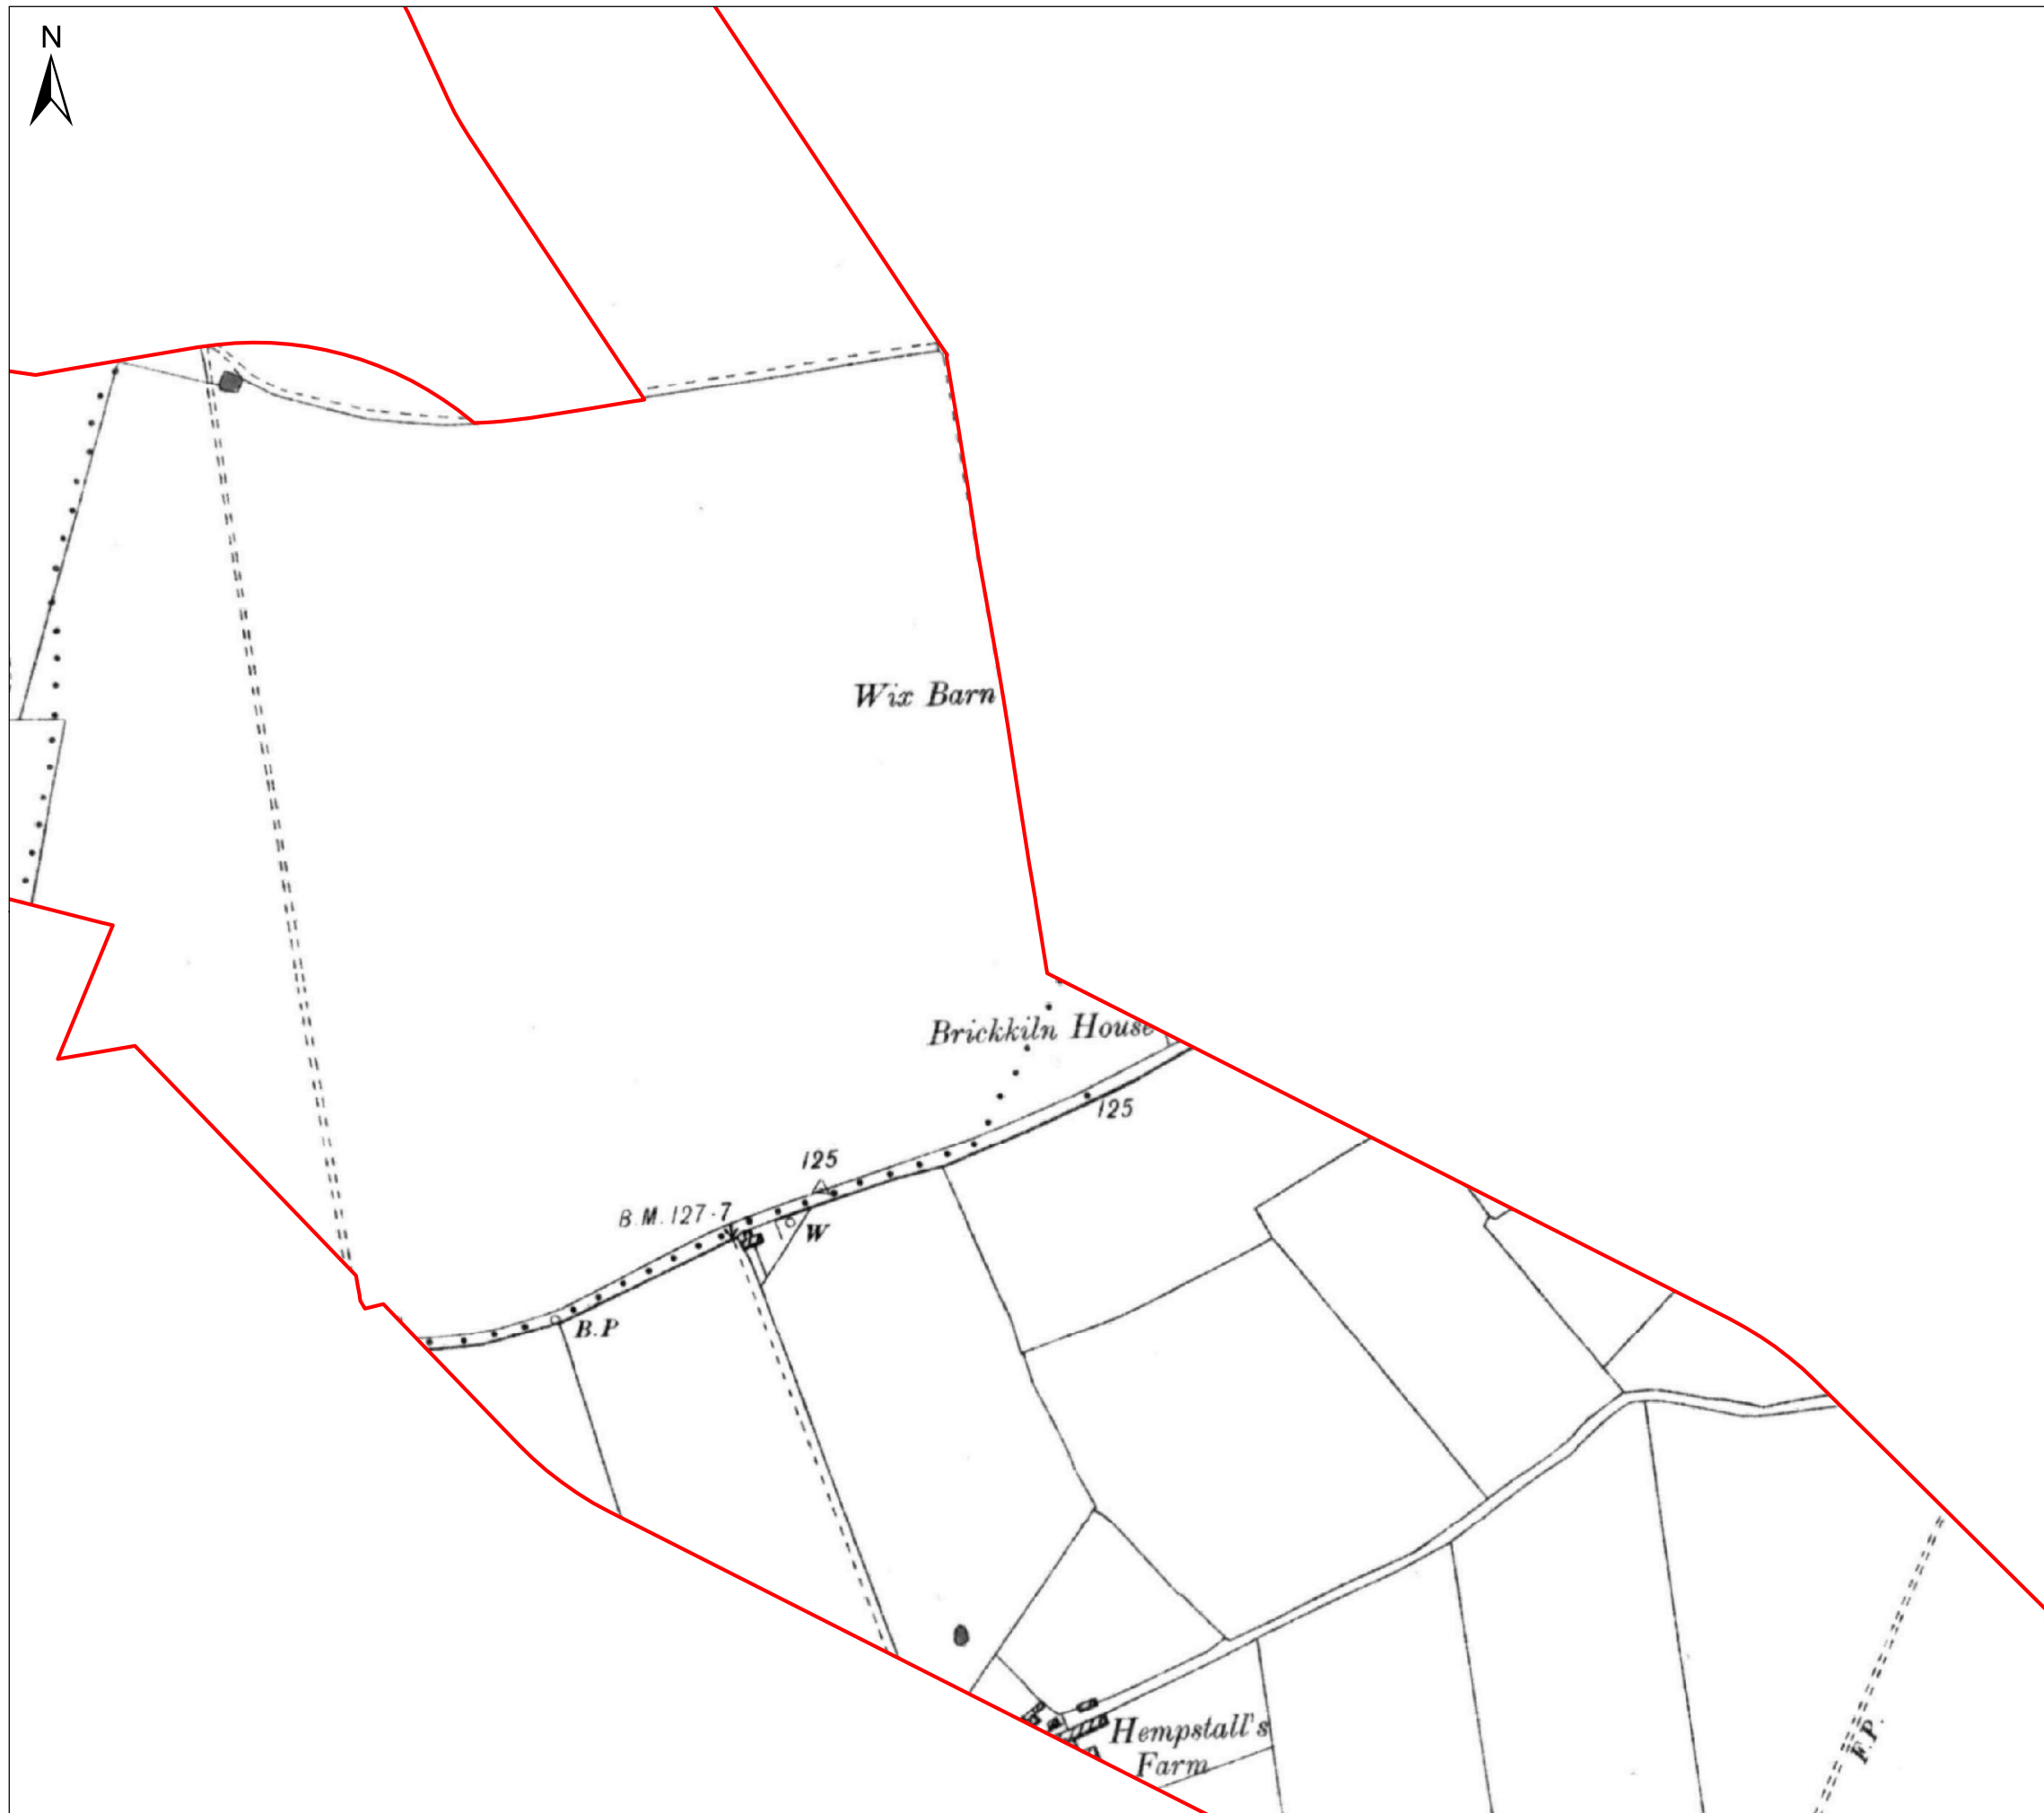 N
Wix Barn
Brickkiln House
125
125
B.M. 127·7
W
B.P
Hempstall's
Farm
F.P.